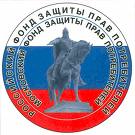 РОССИЙСКИЙ ФОНД ЗАЩИТЫ ПРАВ ПОТРЕБИТЕЛЕЙ
МОСКОВСКИЙ ФОНД ЗАЩИТЫ ПРАВ ПОТРЕБИТЕЛЕЙ